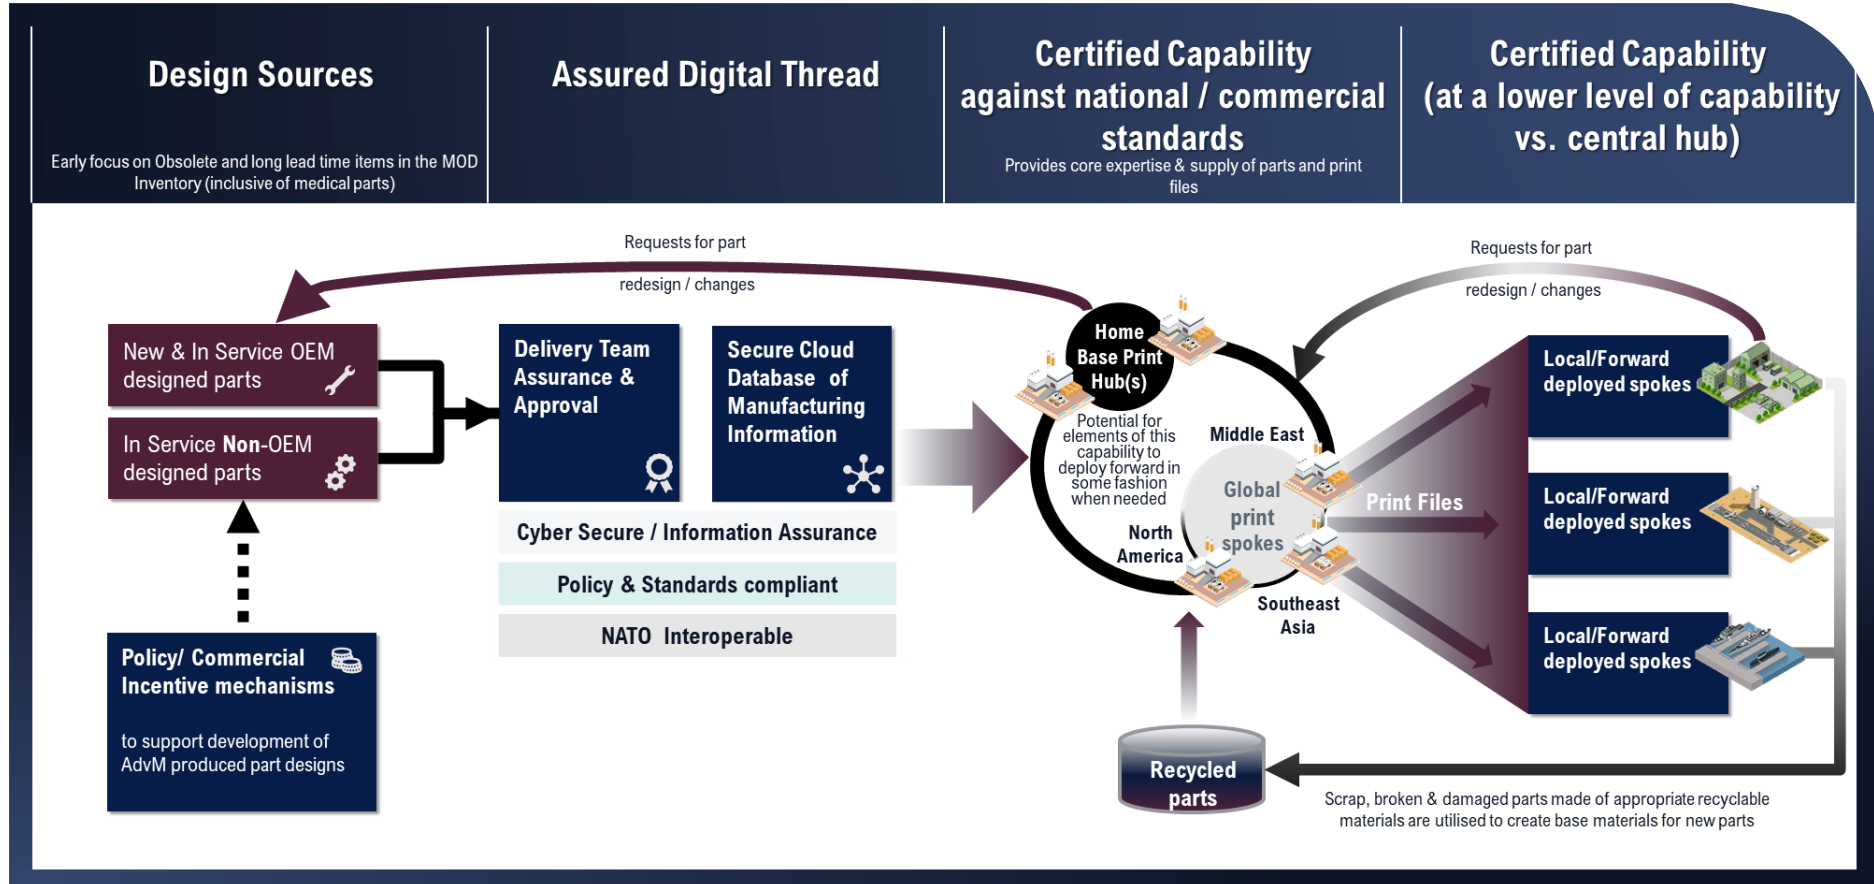 Design Sources
Early focus on Obsolete and long lead time items in the MOD
Inventory (inclusive of medical parts)
Assured Digital Thread
Certified Capability
against national / commercial
standards
Provides core expertise & supply of parts and print
files
Certified Capability
(at a lower level of capability
vs. central hub)
Requests for part
redesign / changes
Requests for part
redesign / changes
New & In Service OEM
designed parts
In Service Non-OEM
designed parts
Policy/ Commercial
Incentive mechanisms
to support development of
AdvM produced part designs
Delivery Team
Assurance &
Approval
Secure Cloud
Database of
Manufacturing
Information
Cyber Secure / Information Assurance
Policy & Standards compliant
NATO Interoperable
Home
Base Print
Hub(s)
Potential for
elements of this
capability to
deploy forward in
some fashion
when needed
Middle East
Global
print
spokes
North
America
Southeast
Asia
Print Files
Local/Forward
deployed spokes
Local/Forward
deployed spokes
Local/Forward
deployed spokes
Recycled
parts
Scrap, broken & damaged parts made of appropriate recyclable
materials are utilised to create base materials for new parts